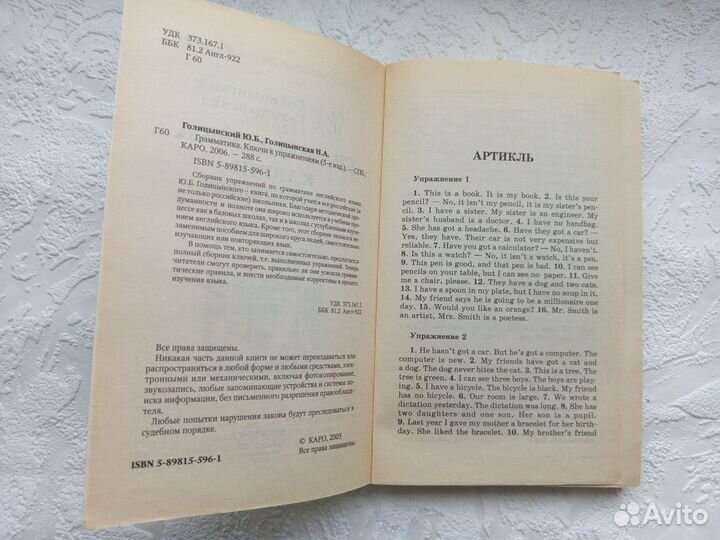 УДК 373.167.1
ББК 81.2 Англ-922
Г 60
Голицынский Ю.Б., Голицынская Н.А.
Г60 Грамматика. Ключи к упражнениям (5-е изд.). – СПб.:
КАРО, 2006. – 288 с.
ISBN 5-89815-596-1
Сборник упражнений по грамматике английского языка
Ю.Б. Голицынского – книга, по которой учатся все российские (и
не только российские) школьники. Благодаря методической про-
думанности и полноте она широко используется в учебном про-
цессе как в базовых школах, так и в школах с углубленным изуче-
нием английского языка. Кроме того, этот сборник оказался не-
заменимым пособием для широкого круга людей, самостоятельно
изучающих или повторяющих язык.
В помощь тем, кто занимается самостоятельно, предлагается
полный сборник ключей, т.е. выполненных упражнений. Теперь
читатели смогут проверить, правильно ли они усвоили грамма-
тические правила, и внести необходимые коррективы в процесс
изучения языка.
УДК 373.167.1
ББК 81.2 Англ-922
Все права защищены.
Никакая часть данной книги не может переиздаваться или
распространяться в любой форме и любыми средствами, элек-
тронными или механическими, включая фотокопирование,
звукозапись, любые запоминающие устройства и системы по-
иска информации, без письменного разрешения правооблада-
теля.
Любые попытки нарушения закона будут преследоваться в
судебном порядке.
© КАРО, 2005
Все права защищены
ISBN 5-89815-596-1
АРТИКЛЬ
Упражнение 1
1. This is a book. It is my book. 2. Is this your
pencil? — No, it isn't my pencil, it is my sister's pen-
cil. 3. I have a sister. My sister is an engineer. My
sister's husband is a doctor. 4. I have no handbag.
5. She has got a headache. 6. Have they got a car? —
Yes, they have. Their car is not very expensive but
reliable. 7. Have you got a calculator? — No, I haven't.
8. Is this a watch? — No, it isn't a watch, it's a pen.
9. This pen is good, and that pen is bad. 10. I can see
pencils on your table, but I can see no paper. 11. Give
me a chair, please. 12. They have a dog and two cats.
13. I have a spoon in my plate, but I have no soup in it.
14. My friend says he is going to be a millionaire one
day. 15. Would you like an orange? 16. Mr. Smith is
an artist, Mrs. Smith is a poetess.
Упражнение 2
1. He hasn't got a car. But he's got a computer. The
computer is new. 2. My friends have got a cat and
a dog. The dog never bites the cat. 3. This is a tree. The
tree is green. 4. I can see three boys. The boys are play-
ing. 5. I have a bicycle. The bicycle is black. My friend
has no bicycle. 6. Our room is large. 7. We wrote a
dictation yesterday. The dictation was long. 8. She has
two daughters and one son. Her son is a pupil.
9. Last year I gave my mother a bracelet for her birth-
day. She liked the bracelet. 10. My brother's friend
Avito